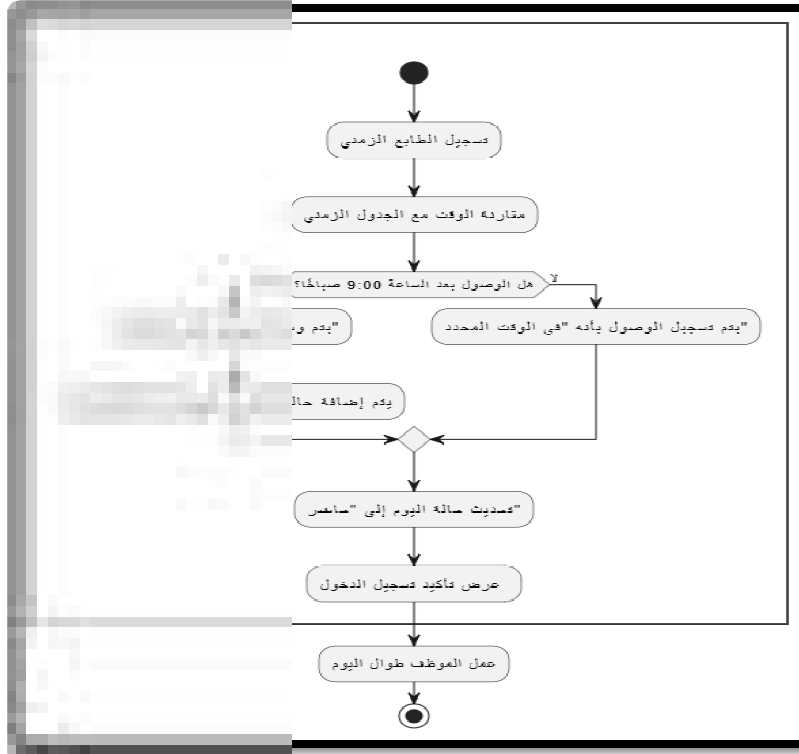 تسجيل الطابع الزمني
مقارنة الوقت مع الجدول الزمني
هل الوصول بعد الساعة 9:00 صباحًا؟
لا
"يتم
يتم تسجيل الوصول بأنه "في الوقت المحدد"
يتم إضافة
تحديث حالة اليوم إلى "حاضر"
عرض تأكيد تسجيل الدخول
عمل الموظف طوال اليوم